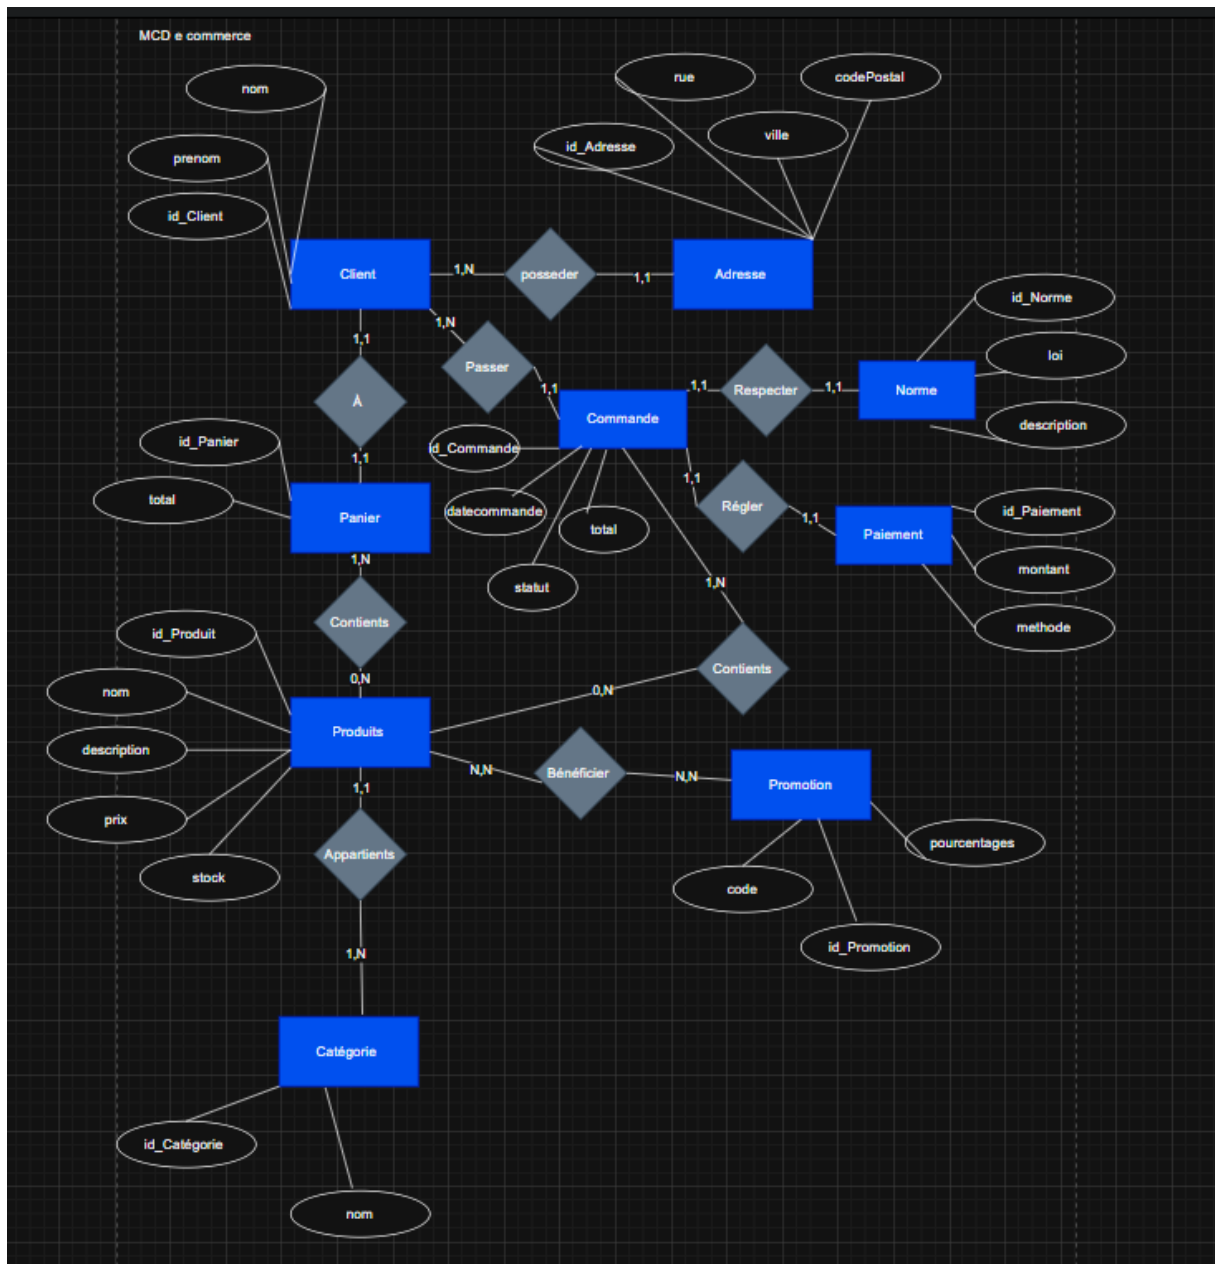 MCD e commerce
nom
rue
codePostal
ville
id_Adresse
prenom
id_Client
Client
1,N
posseder
1,1
Adresse
id_Norme
1,N
1,1
Passer
loi
À
1,1
1,1
Respecter
1,1
Norme
Commande
description
id_Panier
id_Commande
1,1
1,1
total
Panier
datecommande
total
Régler
1,1
id_Paiement
Paiement
1,N
montant
statut
1,N
Contients
methode
id_Produit
0,N
Contients
nom
0,N
Produits
description
N,N
Bénéficier
N,N
Promotion
1,1
prix
pourcentages
Appartients
stock
code
id_Promotion
1,N
Catégorie
id_Catégorie
nom